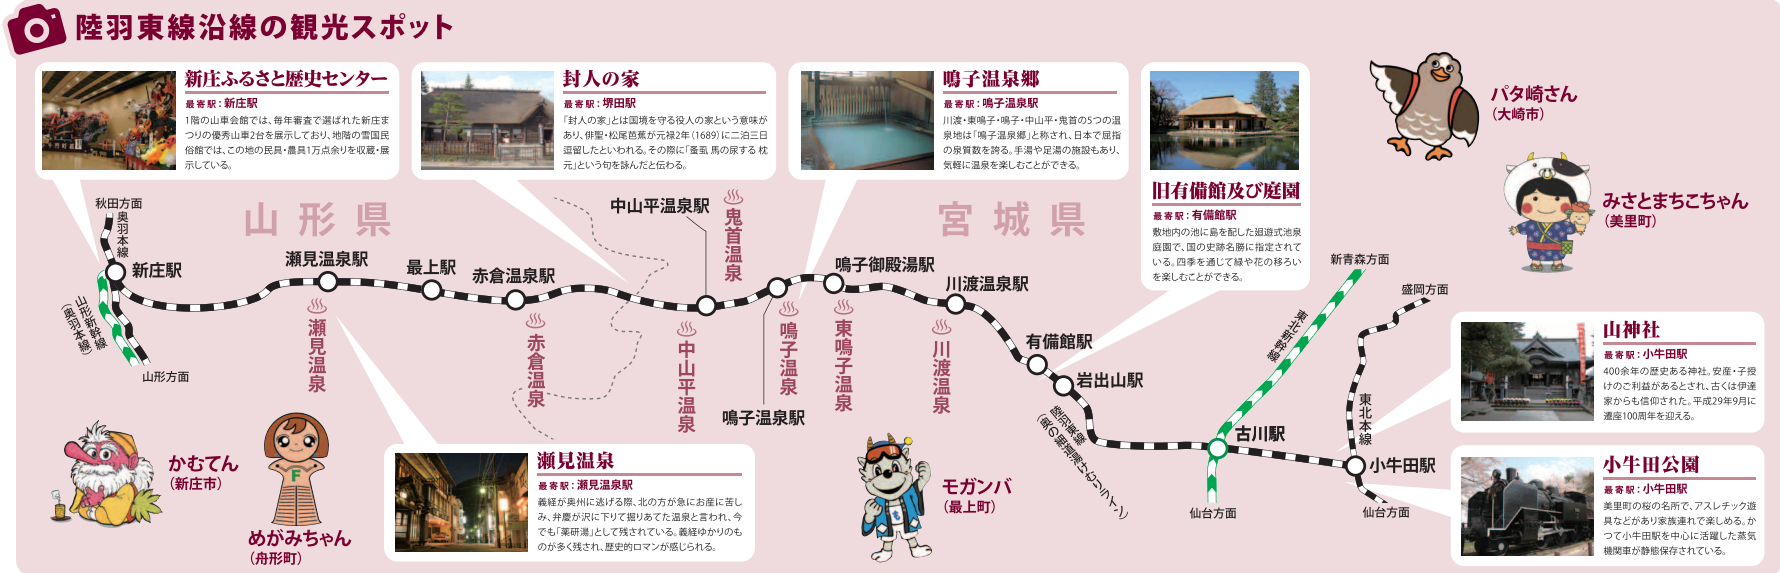 陸羽東線沿線の観光スポット
新庄ふるさと歴史センター
最寄駅：新庄駅
1階の山車会館では、毎年審査で選ばれた新庄ま
つりの優秀山車2台を展示しており、地階の雪国民
俗館では、この地の民具・農具1万点余りを収蔵・展
示している。
封人の家
最寄駅：堺田駅
「封人の家」とは国境を守る役人の家という意味が
あり、俳聖・松尾芭蕉が元禄2年（1689）に二泊三日
逗留したといわれる。その際に「蚤虱 馬の尿する 枕
元」という句を詠んだと伝わる。
鳴子温泉郷
最寄駅：鳴子温泉駅
川渡・東鳴子・鳴子・中山平・鬼首の5つの温
泉地は「鳴子温泉郷」と称され、日本で屈指
の泉質数を誇る。手湯や足湯の施設もあり、
気軽に温泉を楽しむことができる。
旧有備館及び庭園
最寄駅：有備館駅
敷地内の池に島を配した廻遊式池泉
庭園で、国の史跡名勝に指定されて
いる。四季を通じて緑や花の移ろい
を楽しむことができる。
パタ崎さん
（大崎市）
みさとまちこちゃん
（美里町）
山形県
宮城県
秋田方面
奥羽本線
新庄駅
山形新幹線
（奥羽本線）
山形方面
瀬見温泉駅
瀬見温泉
最上駅
赤倉温泉駅
赤倉温泉
中山平温泉駅
中山平温泉
鬼首温泉
鳴子温泉
鳴子温泉駅
鳴子御殿湯駅
東鳴子温泉
川渡温泉駅
川渡温泉
有備館駅
岩出山駅
陸羽東線
（奥の細道湯けむりライン）
新青森方面
東北新幹線
古川駅
仙台方面
盛岡方面
東北本線
小牛田駅
仙台方面
山神社
最寄駅：小牛田駅
400余年の歴史ある神社。安産・子授
けのご利益があるとされ、古くは伊達
家からも信仰された。平成29年9月に
遷座100周年を迎える。
小牛田公園
最寄駅：小牛田駅
美里町の桜の名所で、アスレチック遊
具などがあり家族連れで楽しめる。か
つて小牛田駅を中心に活躍した蒸気
機関車が静態保存されている。
かむてん
（新庄市）
F
めがみちゃん
（舟形町）
瀬見温泉
最寄駅：瀬見温泉駅
義経が奥州に逃げる際、北の方が急にお産に苦し
み、弁慶が沢に下りて掘りあてた温泉と言われ、今
でも「薬研湯」として残されている。義経ゆかりのも
のが多く残され、歴史的ロマンが感じられる。
モガンバ
（最上町）